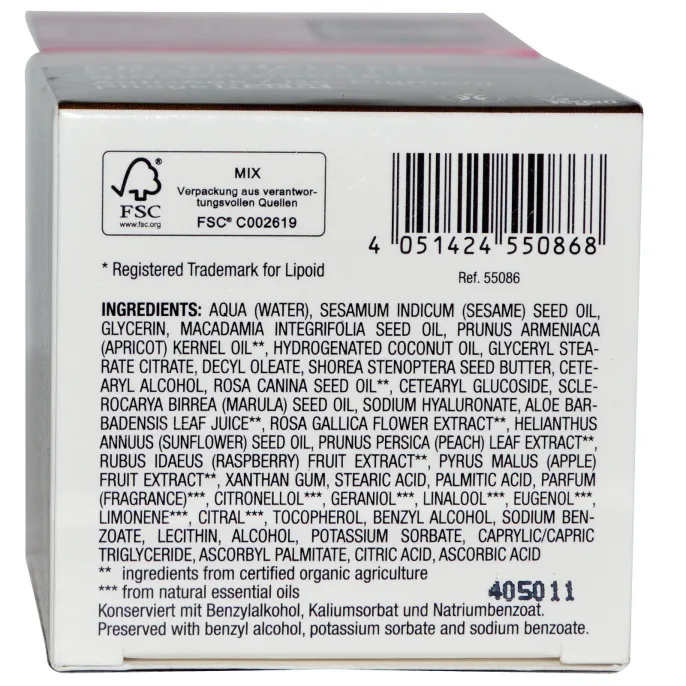 MIX
Verpackung aus verantwor-
tungsvollen Quellen
FSC® C002619
®
FSC
www.fsc.org
4 051424 550868
* Registered Trademark for Lipoid
Ref. 55086
INGREDIENTS: AQUA (WATER), SESAMUM INDICUM (SESAME) SEED OIL,
GLYCERIN, MACADAMIA INTEGRIFOLIA SEED OIL, PRUNUS ARMENIACA
(APRICOT) KERNEL OIL**, HYDROGENATED COCONUT OIL, GLYCERYL STEA-
RATE CITRATE, DECYL OLEATE, SHOREA STENOPTERA SEED BUTTER, CETE-
ARYL ALCOHOL, ROSA CANINA SEED OIL**, CETEARYL GLUCOSIDE, SCLE-
ROCARYA BIRREA (MARULA) SEED OIL, SODIUM HYALURONATE, ALOE BAR-
BADENSIS LEAF JUICE**, ROSA GALLICA FLOWER EXTRACT**, HELIANTHUS
ANNUUS (SUNFLOWER) SEED OIL, PRUNUS PERSICA (PEACH) LEAF EXTRACT**,
RUBUS IDAEUS (RASPBERRY) FRUIT EXTRACT**, PYRUS MALUS (APPLE)
FRUIT EXTRACT**, XANTHAN GUM, STEARIC ACID, PALMITIC ACID, PARFUM
(FRAGRANCE)***, CITRONELLOL***, GERANIOL***, LINALOOL***, EUGENOL***,
LIMONENE***, CITRAL***, TOCOPHEROL, BENZYL ALCOHOL, SODIUM BEN-
ZOATE, LECITHIN, ALCOHOL, POTASSIUM SORBATE, CAPRYLIC/CAPRIC
TRIGLYCERIDE, ASCORBYL PALMITATE, CITRIC ACID, ASCORBIC ACID
** ingredients from certified organic agriculture
*** from natural essential oils
405011
Konserviert mit Benzylalkohol, Kaliumsorbat und Natriumbenzoat.
Preserved with benzyl alcohol, potassium sorbate and sodium benzoate.